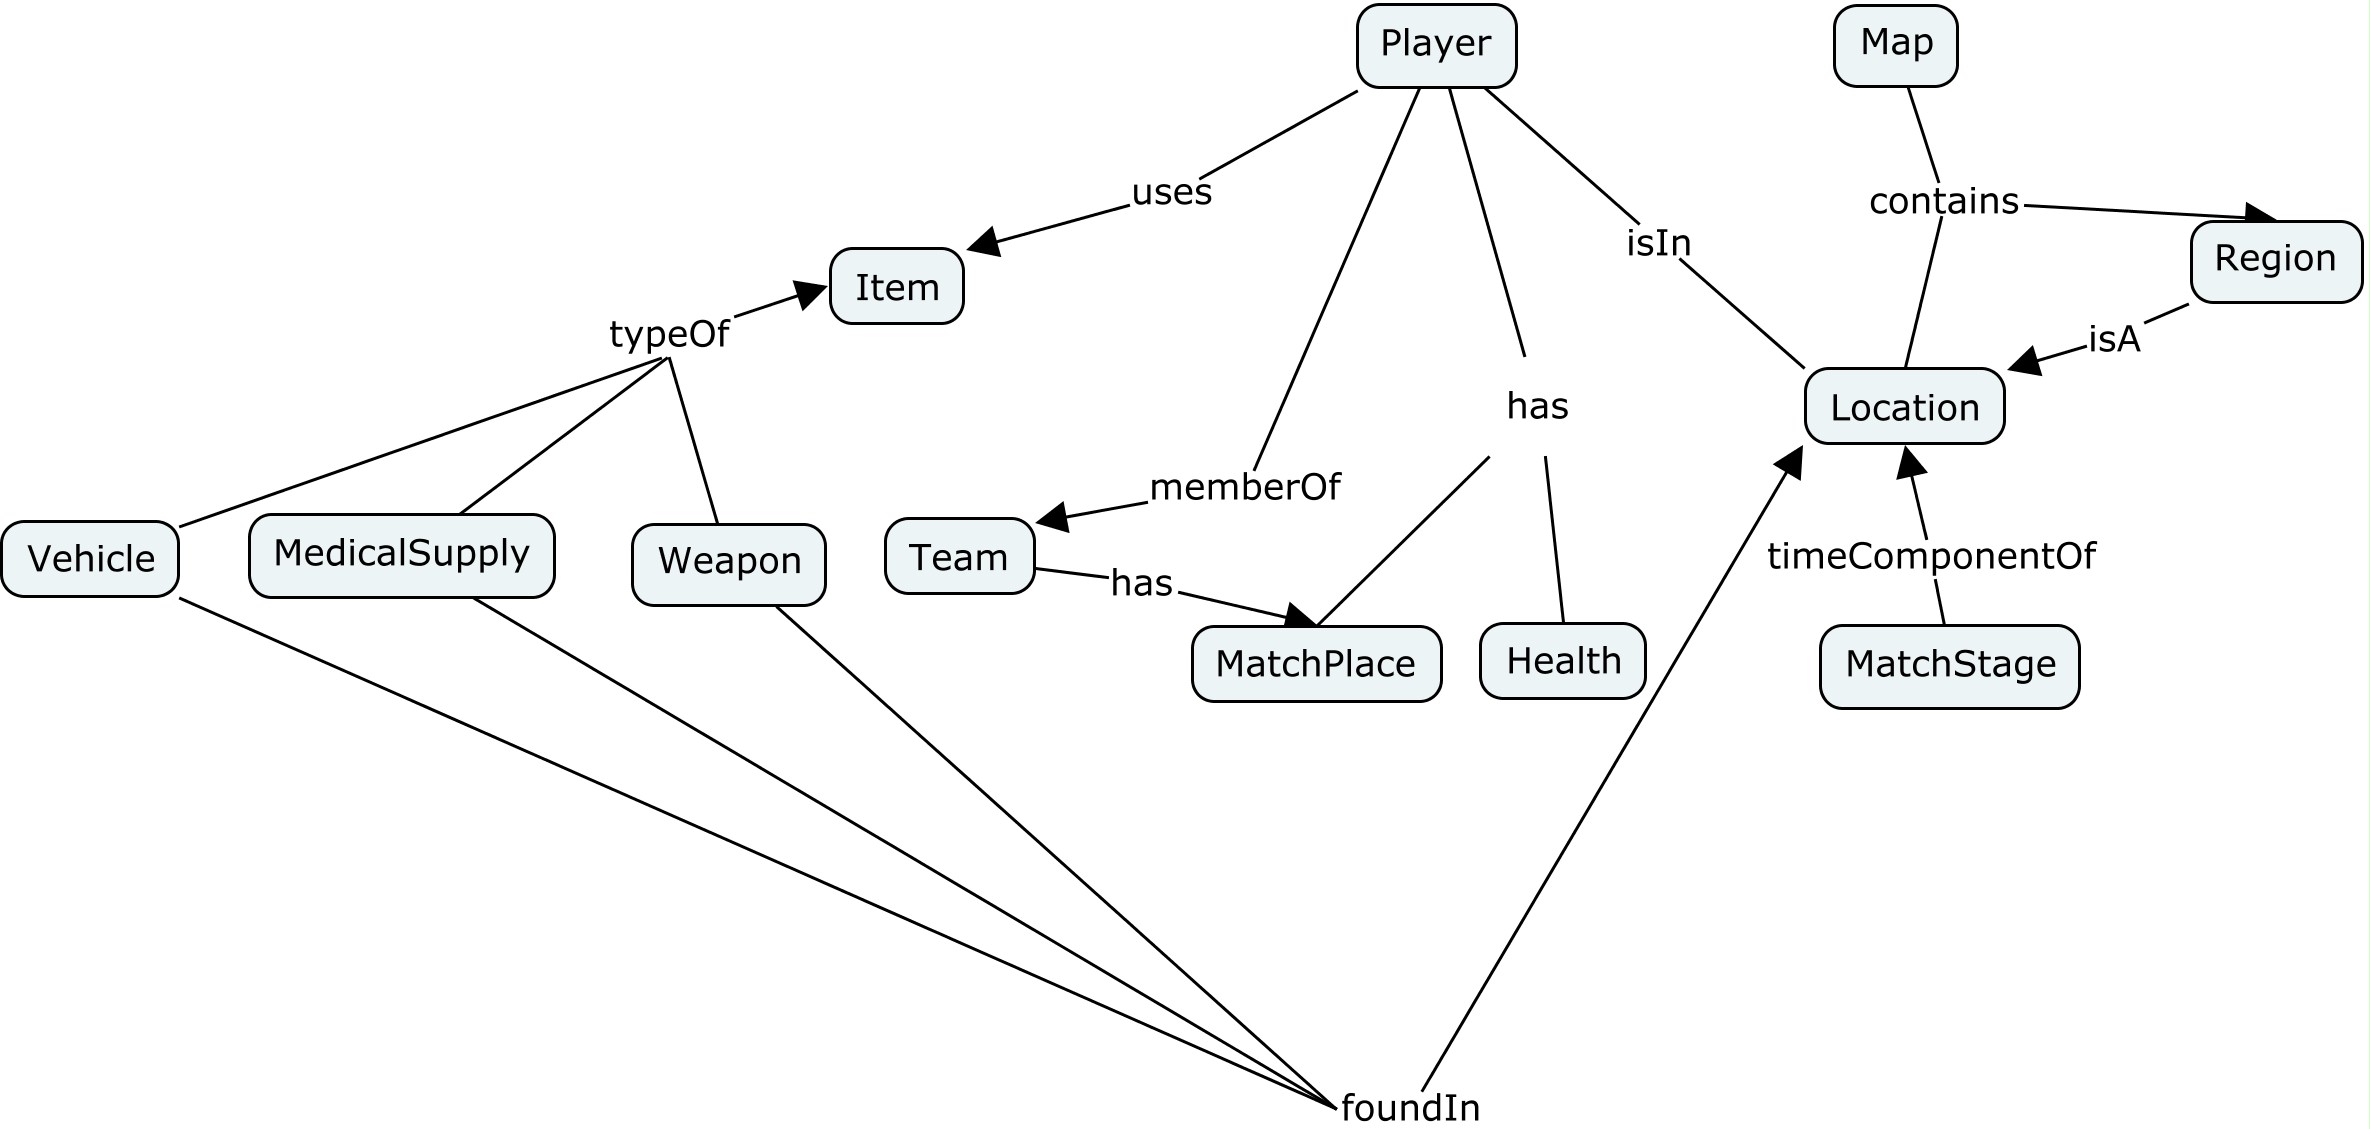 Player
Map
uses
contains
isIn
Region
Item
typeOf
isA
has
Location
memberOf
Vehicle
MedicalSupply
Weapon
Team
timeComponentOf
has
MatchPlace
Health
MatchStage
foundIn